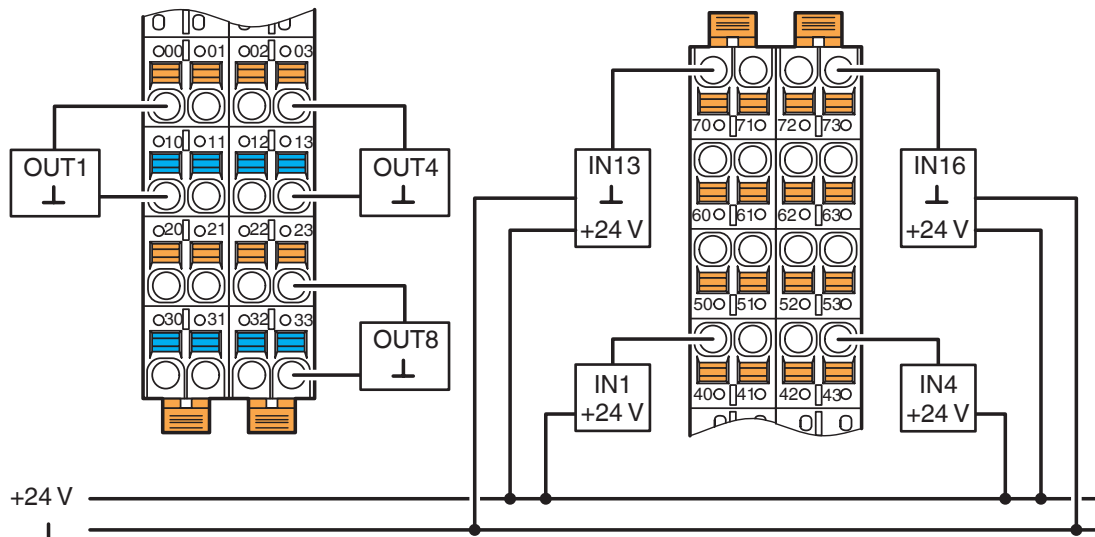 00 01 02 03
10 11 12 13
OUT1
⊥
OUT4
⊥
20 21 22 23
30 31 32 33
OUT8
⊥
70 71 72 73
IN13
⊥
+24 V
IN16
⊥
+24 V
60 61 62 63
50 51 52 53
IN1
+24 V
IN4
+24 V
40 41 42 43
+24 V
⊥